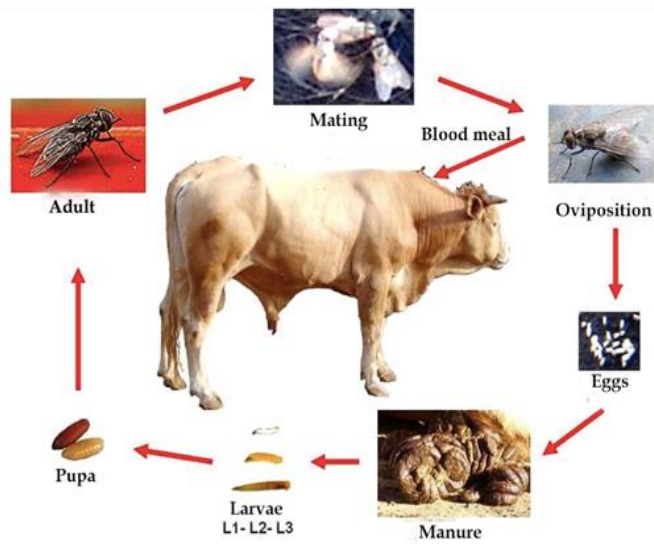 Mating
Blood meal
Adult
Oviposition
Eggs
Pupa
Larvae
L1- L2- L3
Manure